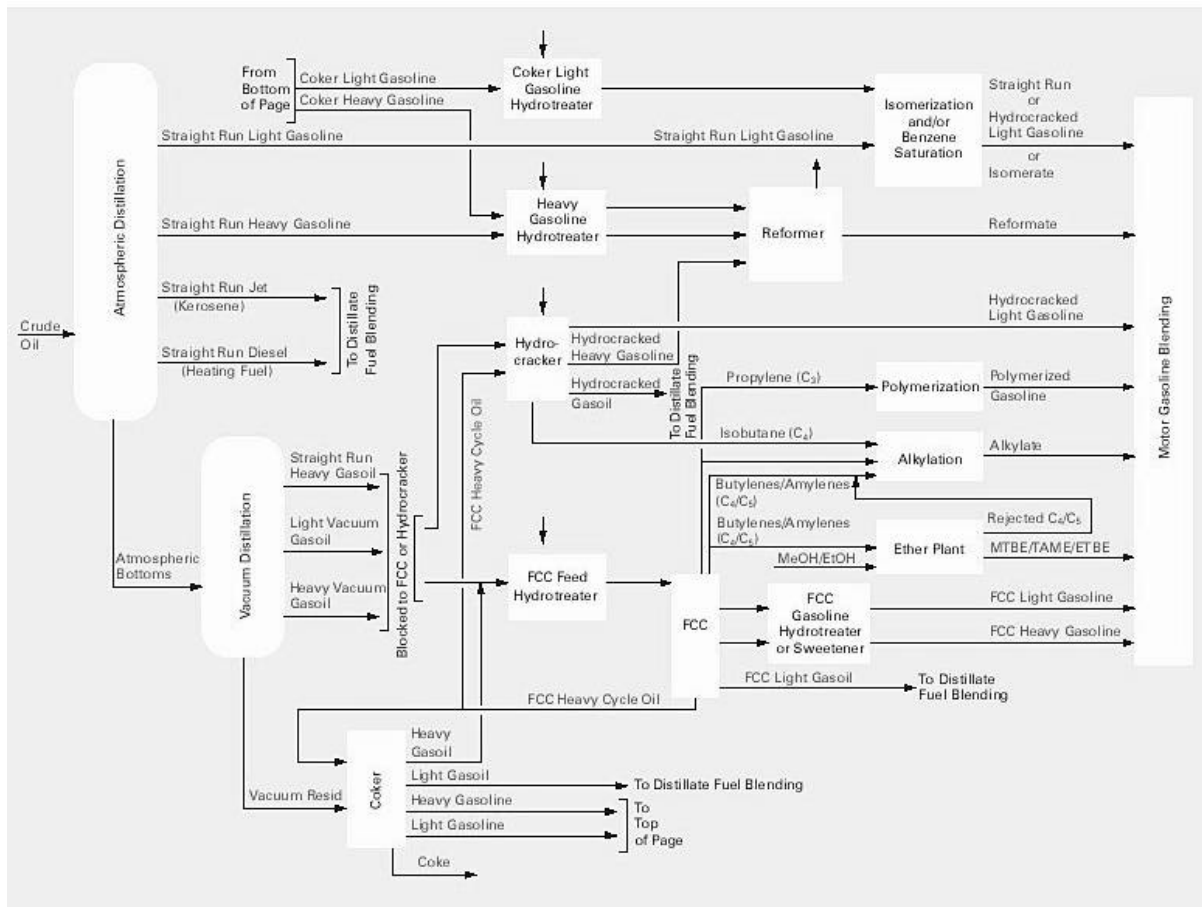 From
Bottom
of Page
Coker Light Gasoline
Coker Heavy Gasoline
Coker Light
Gasoline
Hydrotreater
Isomerization
and/or
Benzene
Saturation
Straight Run
or
Hydrocracked
Light Gasoline
or
Isomerate
Straight Run Light Gasoline
Straight Run Light Gasoline
Atmospheric Distillation
Heavy
Gasoline
Hydrotreater
Straight Run Heavy Gasoline
Reformer
Reformate
Crude
Oil
Straight Run Jet
(Kerosene)
Straight Run Diesel
(Heating Fuel)
To Distillate
Fuel Blending
Hydro-
cracker
Hydrocracked
Light Gasoline
Hydrocracked
Heavy Gasoline
Hydrocracked
Gasoil
To Distillate
Fuel Blending
Propylene (C3)
Polymerization
Polymerized
Gasoline
Motor Gasoline Blending
Isobutane (C4)
Alkylation
Alkylate
FCC Heavy Cycle Oil
Vacuum Distillation
Straight Run
Heavy Gasoil
Light Vacuum
Gasoil
Heavy Vacuum
Gasoil
Blocked to FCC or Hydrocracker
Atmospheric
Bottoms
Butylenes/Amylenes
(C4/C5)
Butylenes/Amylenes
(C4/C5)
Rejected C4/C5
Ether Plant
MTBE/TAME/ETBE
MeOH/EtOH
FCC Feed
Hydrotreater
FCC
FCC
Gasoline
Hydrotreater
or Sweetener
FCC Light Gasoline
FCC Heavy Gasoline
FCC Light Gasoil
To Distillate
Fuel Blending
FCC Heavy Cycle Oil
Vacuum Resid
Coker
Heavy
Gasoil
Light Gasoil
To Distillate Fuel Blending
Heavy Gasoline
Light Gasoline
To
Top
of Page
Coke